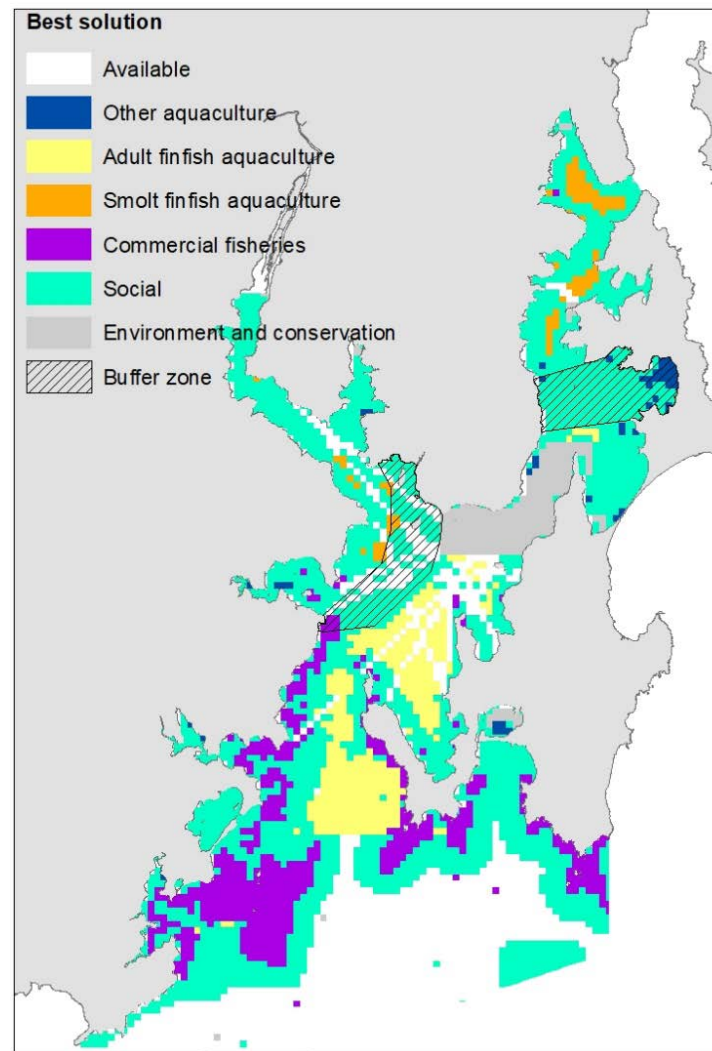 Best solution
Available
Other aquaculture
Adult finfish aquaculture
Smolt finfish aquaculture
Commercial fisheries
Social
Environment and conservation
Buffer zone